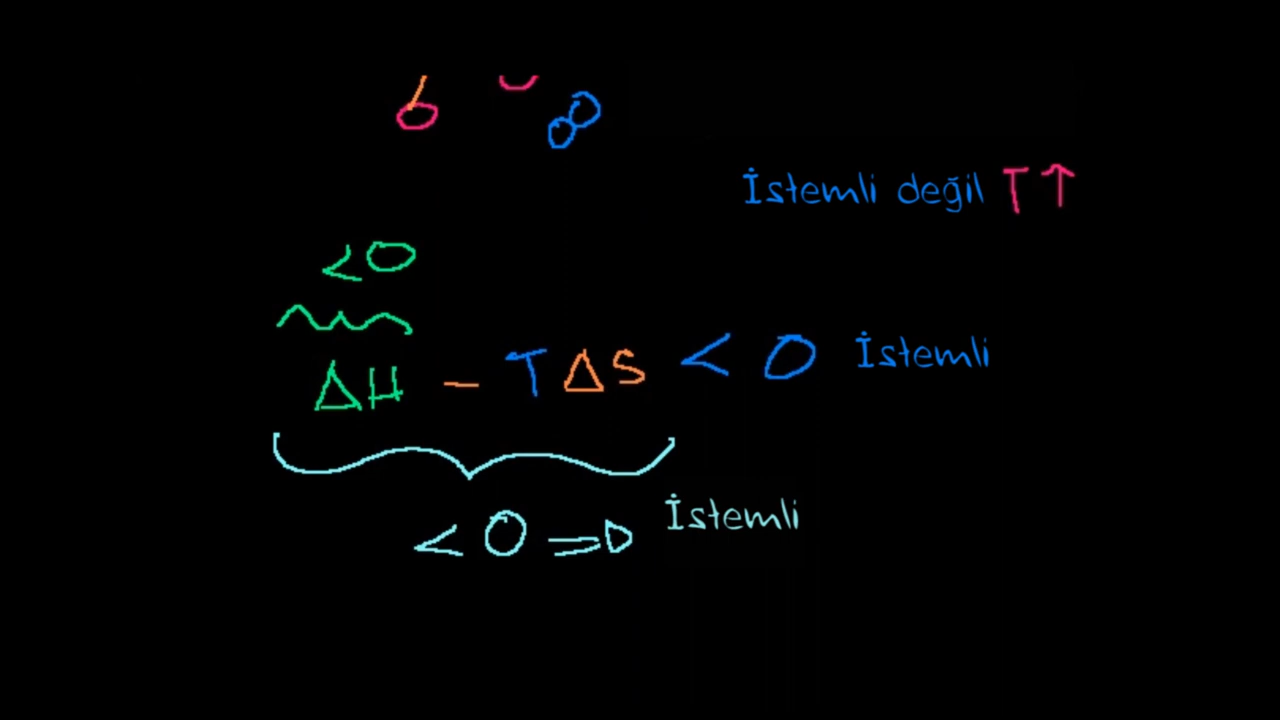 İstemli değil T↑
<0
ΔH - TΔS < 0 İstemli
< 0 ⇒ İstemli